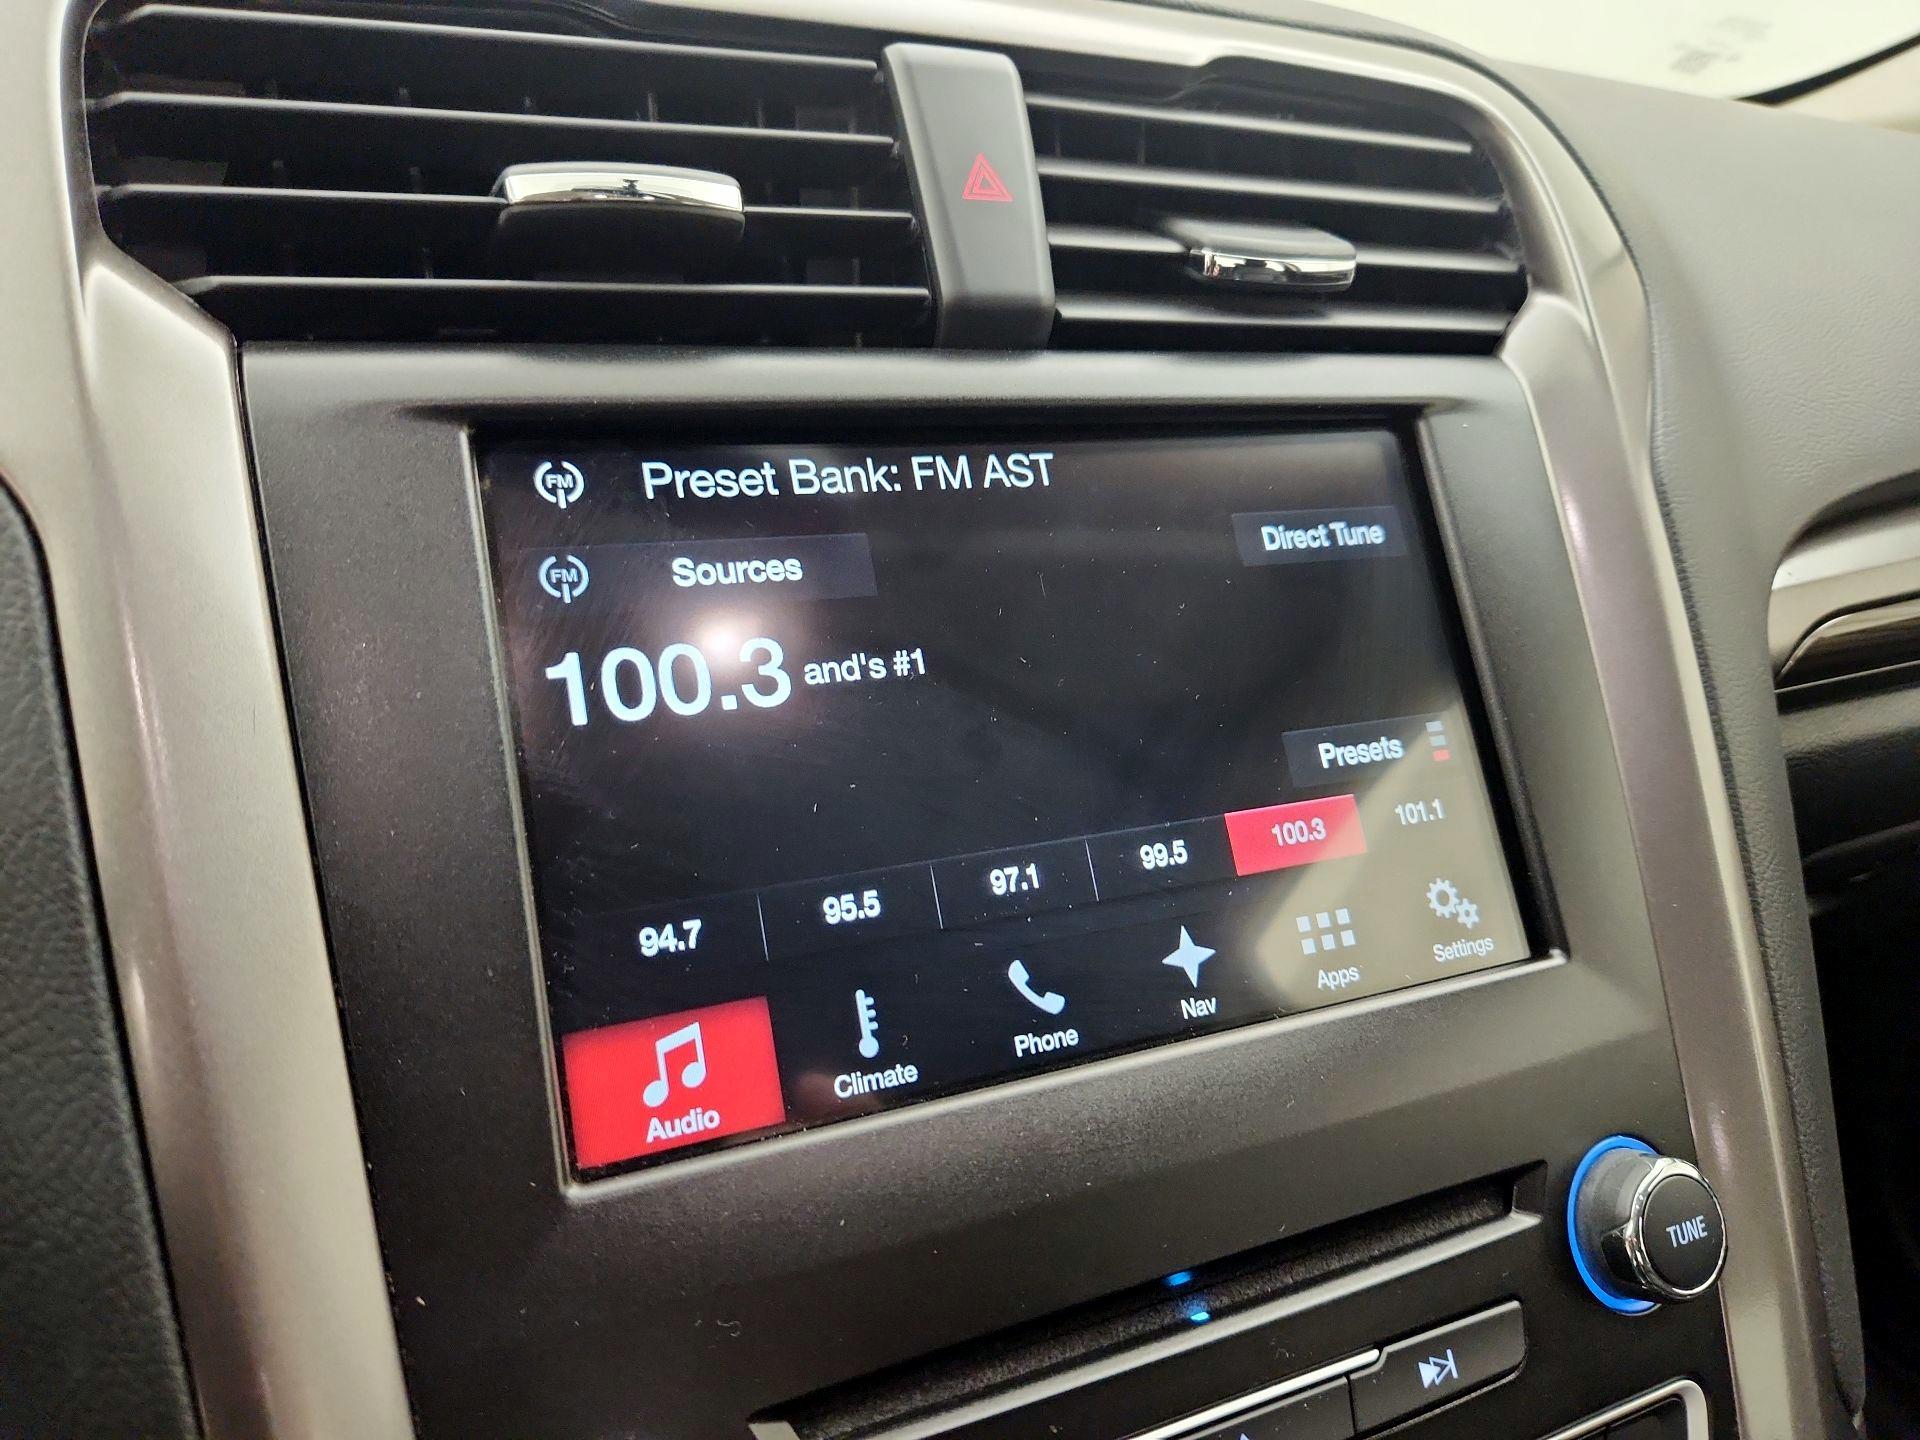 FM Preset Bank: FM AST
FM Sources
Direct Tune
100.3 and's #1
Presets
94.7 95.5 97.1 99.5 100.3 101.1
Audio Climate Phone Nav Apps Settings
TUNE